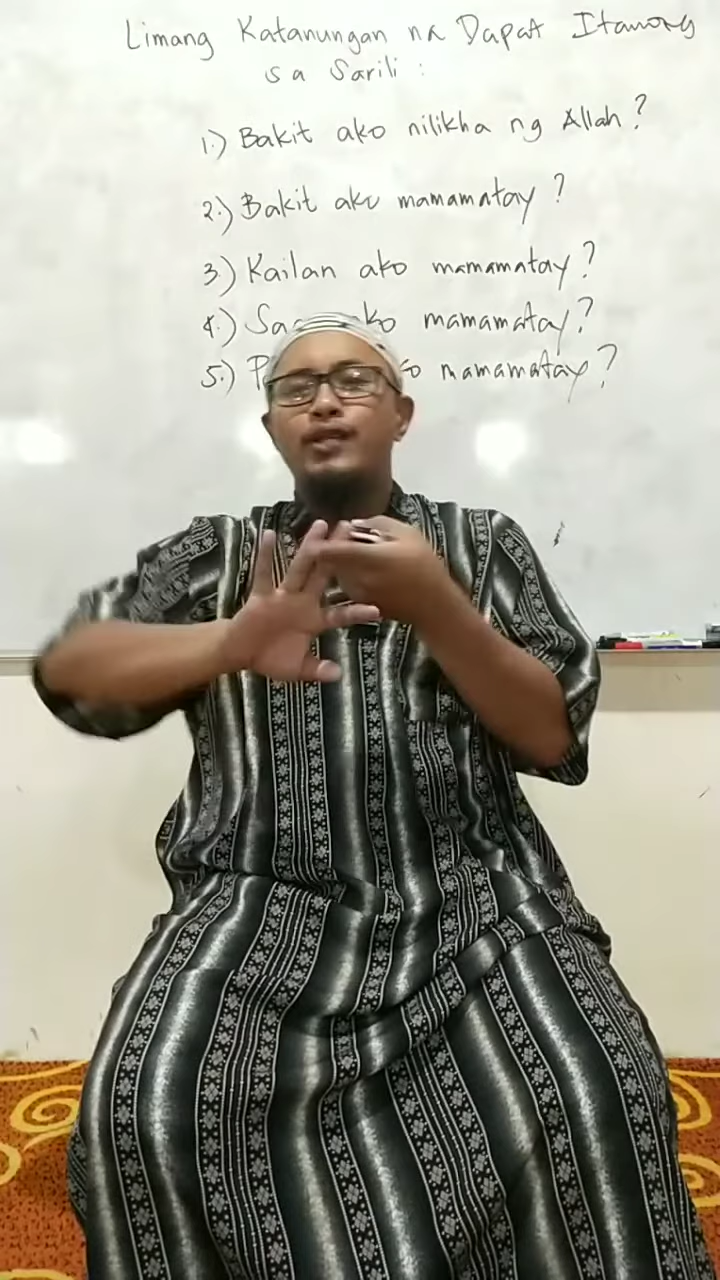 Limang Katanungan na Dapat Itanong
sa Sarili :
1.) Bakit ako nilikha ng Allah?
2.) Bakit ako mamamatay?
3.) Kailan ako mamamatay?
4.) mamamatay?
5.) mamamatay?